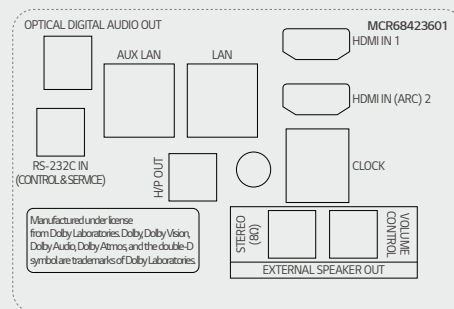 OPTICAL DIGITAL AUDIO OUT
MCR68423601
HDMI IN 1
AUX LAN
LAN
HDMI IN (ARC) 2
RS-232C IN
(CONTROL & SERVICE)
H/P OUT
CLOCK
Manufactured under license
from Dolby Laboratories. Dolby, Dolby Vision,
Dolby Audio, Dolby Atmos, and the double-D
symbol are trademarks of Dolby Laboratories.
STEREO
(8Ω)
VOLUME
CONTROL
EXTERNAL SPEAKER OUT